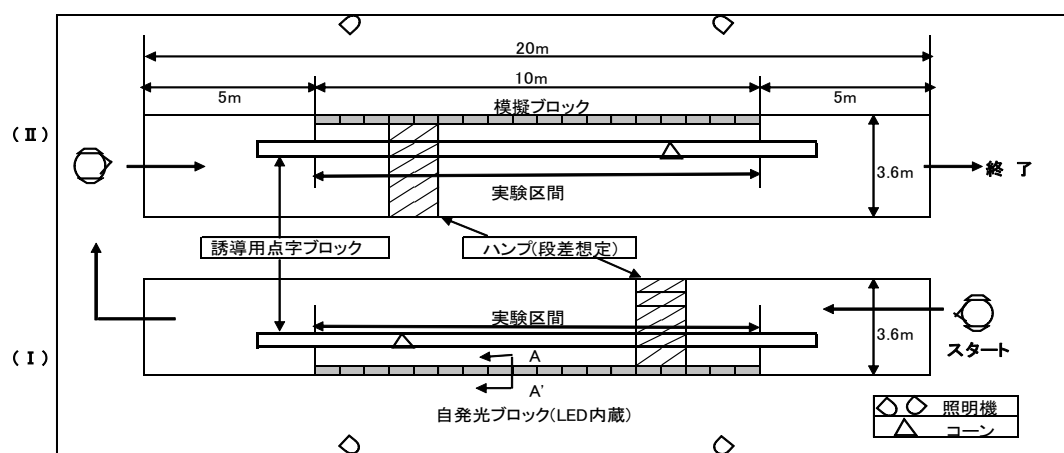 20m
5m
10m
5m
模擬ブロック
(Ⅱ)
3.6m
終 了
実験区間
誘導用点字ブロック
ハンプ(段差想定)
実験区間
3.6m
スタート
(Ⅰ)
A
A'
自発光ブロック(LED内蔵)
照明機
コーン